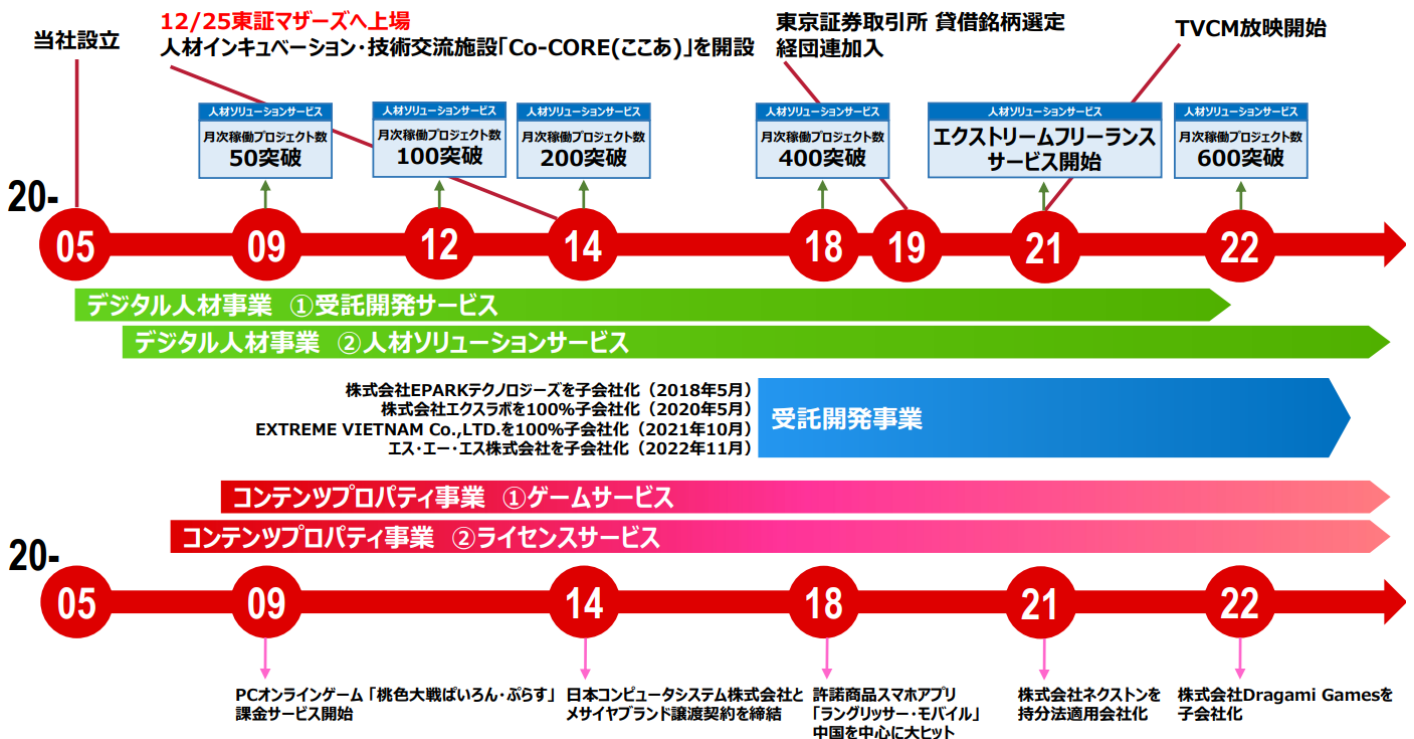 当社設立
12/25東証マザーズへ上場
人材インキュベーション・技術交流施設「Co-CORE(ここあ)」を開設
東京証券取引所 貸借銘柄選定
経団連加入
TVCM放映開始
人材ソリューションサービス
月次稼働プロジェクト数
50突破
人材ソリューションサービス
月次稼働プロジェクト数
100突破
人材ソリューションサービス
月次稼働プロジェクト数
200突破
人材ソリューションサービス
月次稼働プロジェクト数
400突破
人材ソリューションサービス
エクストリームフリーランス
サービス開始
人材ソリューションサービス
月次稼働プロジェクト数
600突破
20-
05
09
12
14
18
19
21
22
デジタル人材事業 ①受託開発サービス
デジタル人材事業 ②人材ソリューションサービス
株式会社EPARKテクノロジーズを子会社化（2018年5月）
株式会社エクスラボを100%子会社化（2020年5月）
EXTREME VIETNAM Co.,LTD.を100%子会社化（2021年10月）
エス・エー・エス株式会社を子会社化（2022年11月）
受託開発事業
コンテンツプロパティ事業 ①ゲームサービス
コンテンツプロパティ事業 ②ライセンスサービス
20-
05
09
14
18
21
22
PCオンラインゲーム「桃色大戦ぱいろん・ぷらす」
課金サービス開始
日本コンピュータシステム株式会社と
メサイヤブランド譲渡契約を締結
許諾商品スマホアプリ
「ラングリッサー・モバイル」
中国を中心に大ヒット
株式会社ネクストンを
持分法適用会社化
株式会社Dragami Gamesを
子会社化